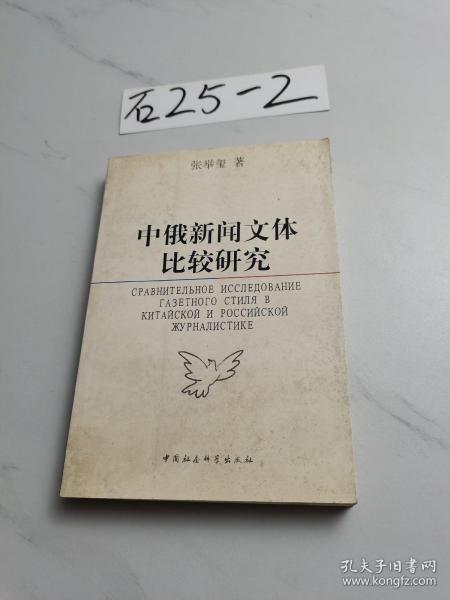 石25-2
张举玺 著
中俄新闻文体
比较研究
СРАВНИТЕЛЬНОЕ ИССЛЕДОВАНИЕ
ГАЗЕТНОГО СТИЛЯ В
КИТАЙСКОЙ И РОССИЙСКОЙ
ЖУРНАЛИСТИКЕ
中国社会科学出版社
孔夫子旧书网
www.kongfz.com